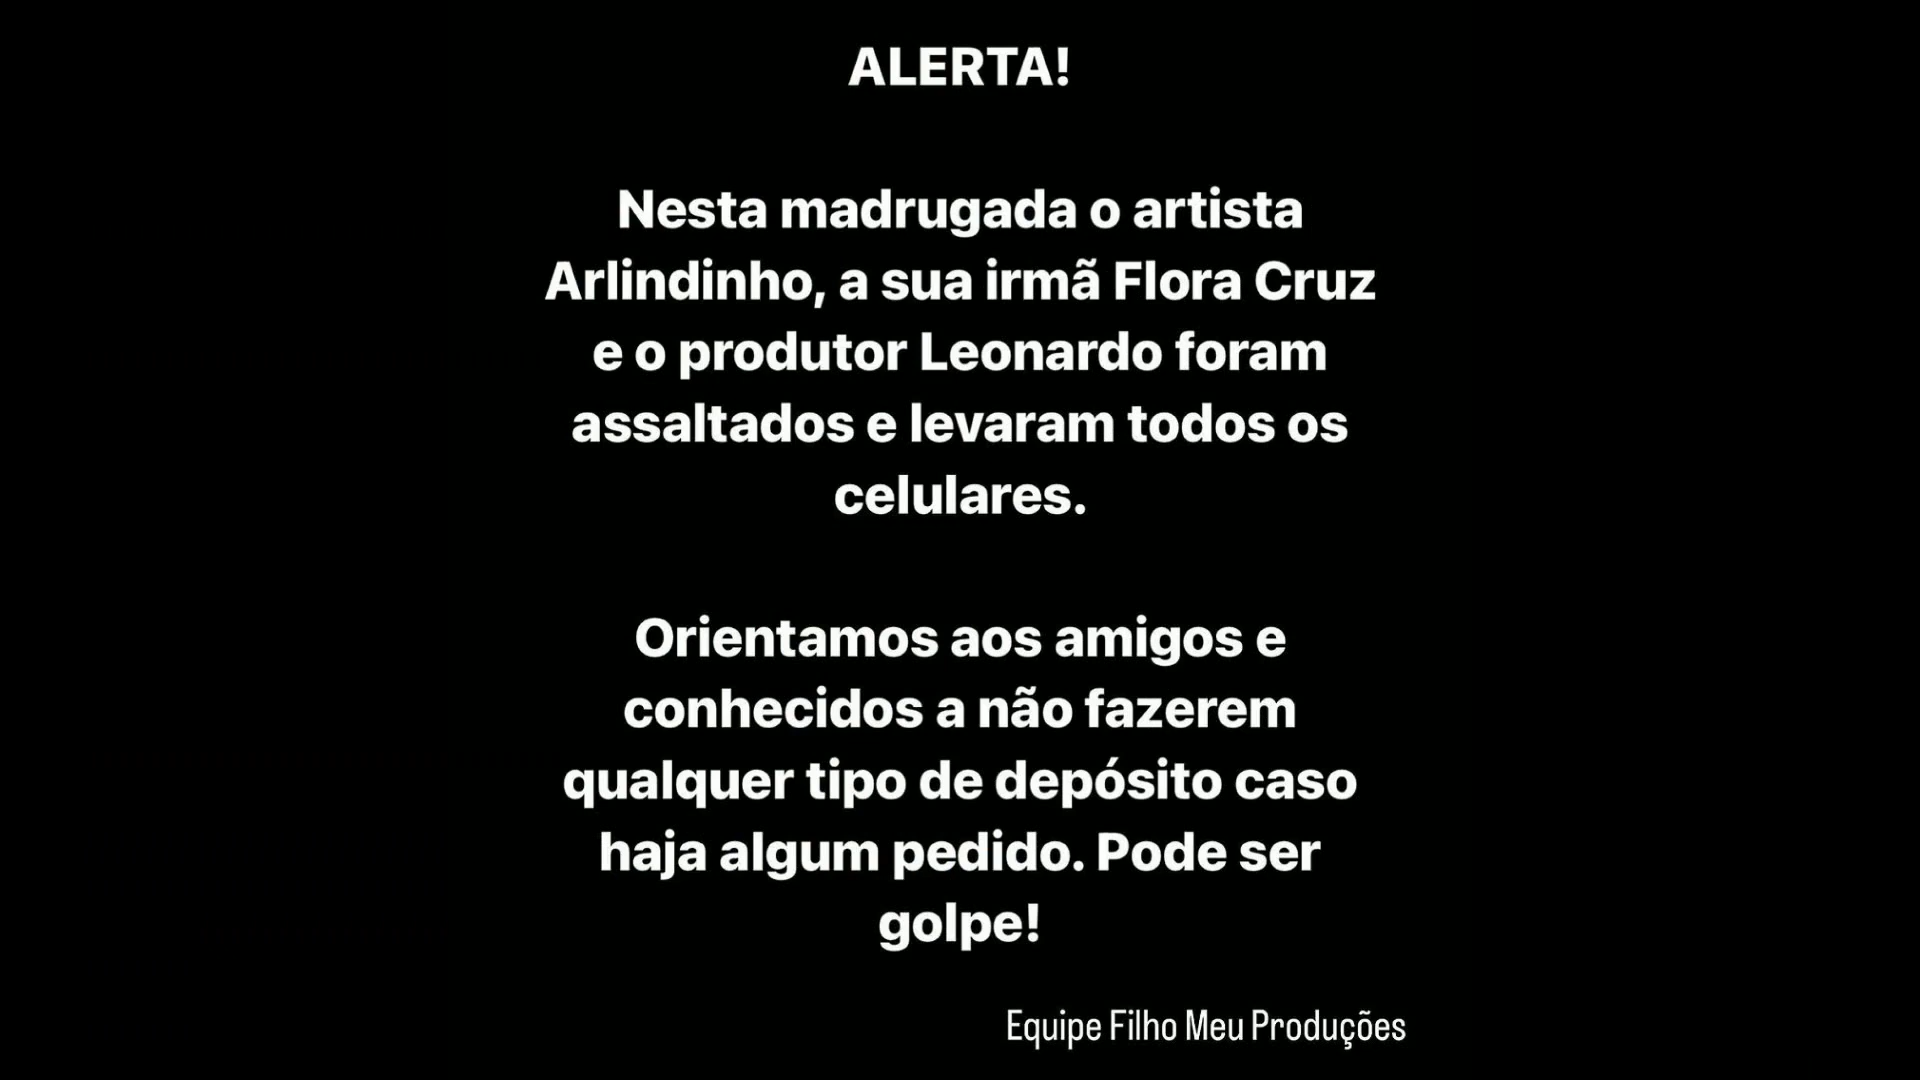 ALERTA!
Nesta madrugada o artista
Arlindinho, a sua irmã Flora Cruz
e o produtor Leonardo foram
assaltados e levaram todos os
celulares.
Orientamos aos amigos e
conhecidos a não fazerem
qualquer tipo de depósito caso
haja algum pedido. Pode ser
golpe!
Equipe Filho Meu Produções